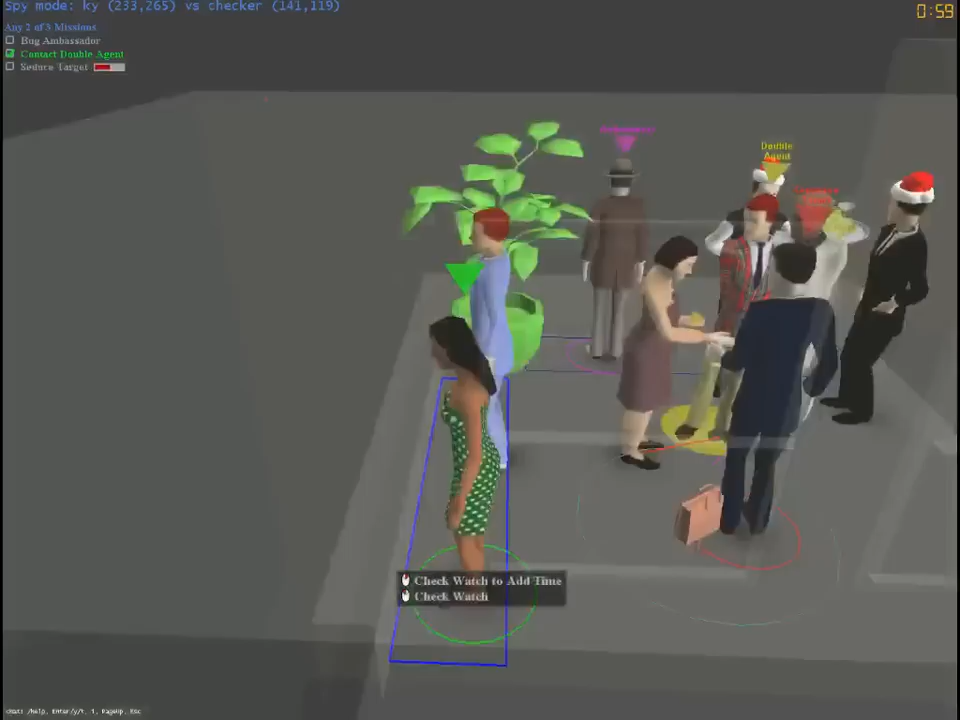 Spy mode: ky (233,265) vs checker (141,119)
0:59
Any 2 of 3 Missions
Bug Ambassador
Contact Double Agent
Seduce Target
Ambassador
Double
Agent
Check Watch to Add Time
Check Watch